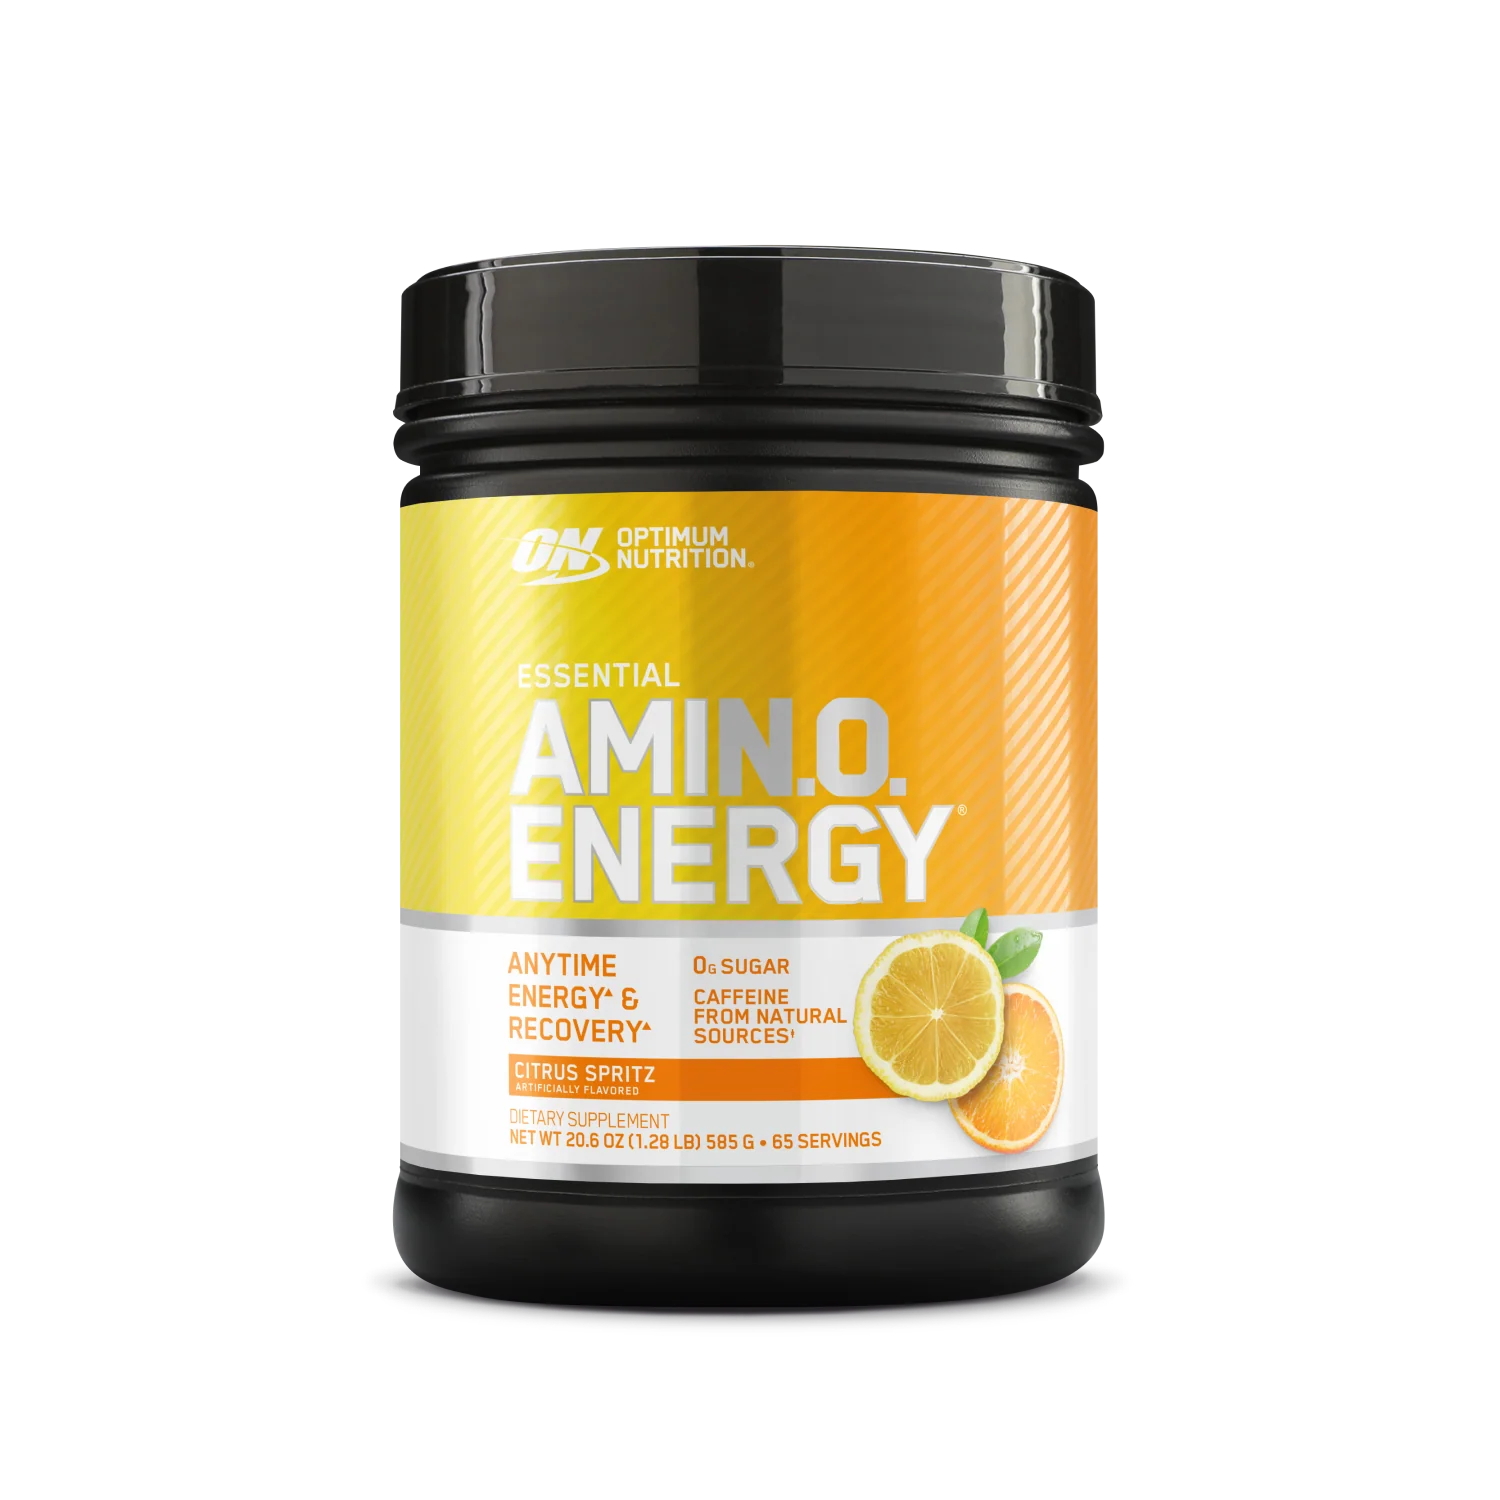 ON OPTIMUM
NUTRITION®
ESSENTIAL
AMIN.O.
ENERGY®
ANYTIME
ENERGY▲ &
RECOVERY▲
0G SUGAR
CAFFEINE
FROM NATURAL
SOURCES†
CITRUS SPRITZ
ARTIFICIALLY FLAVORED
DIETARY SUPPLEMENT
NET WT 20.6 OZ (1.28 LB) 585 G • 65 SERVINGS